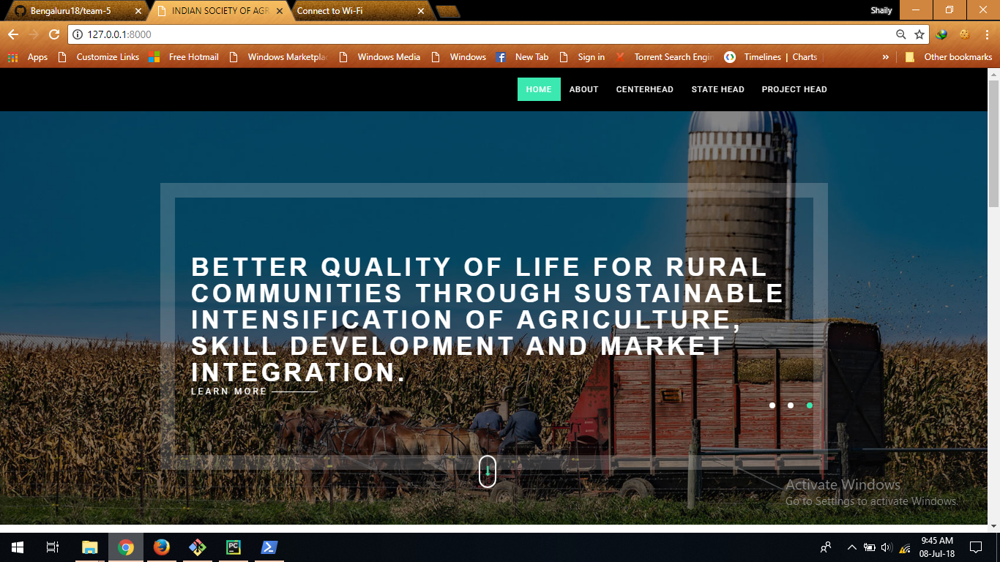 Bengaluru18/team-5
INDIAN SOCIETY OF AGR
Connect to Wi-Fi
Shaily
127.0.0.1:8000
Apps
Customize Links
Free Hotmail
Windows Marketpla
Windows Media
Windows
New Tab
Sign in
Torrent Search Engin
Timelines | Charts
»
Other bookmarks
HOME
ABOUT
CENTERHEAD
STATE HEAD
PROJECT HEAD
BETTER QUALITY OF LIFE FOR RURAL
COMMUNITIES THROUGH SUSTAINABLE
INTENSIFICATION OF AGRICULTURE,
SKILL DEVELOPMENT AND MARKET
INTEGRATION.
LEARN MORE
Activate Windows
Go to Settings to activate Windows.
PC
9:45 AM
08-Jul-18